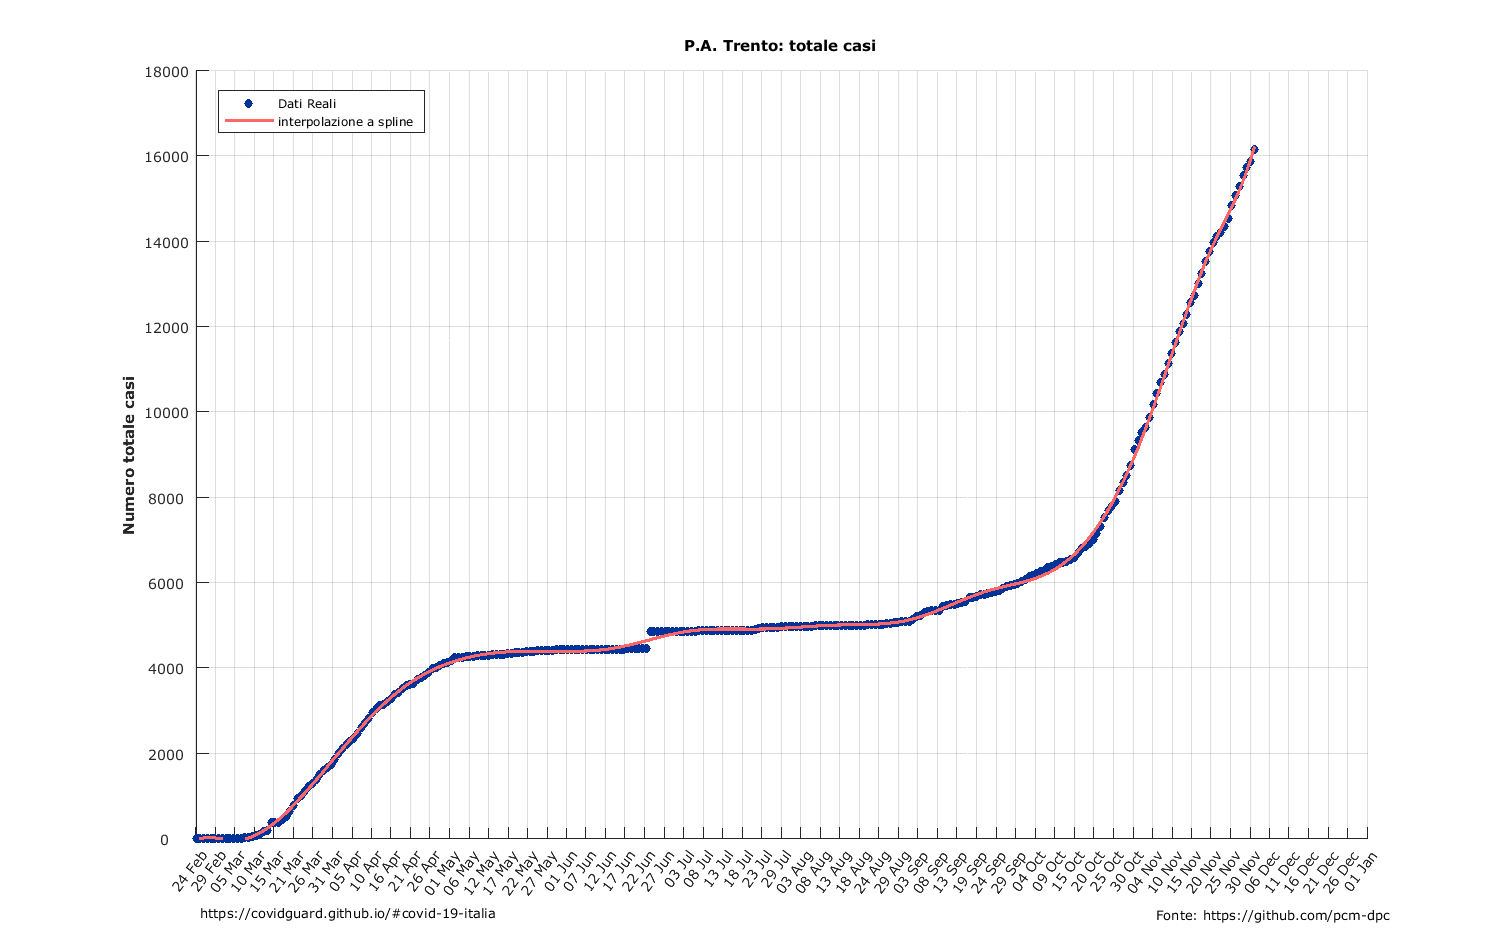 P.A. Trento: totale casi
18000
16000
14000
12000
10000
8000
6000
4000
2000
0
Numero totale casi
Dati Reali
interpolazione a spline
24 Feb
29 Feb
05 Mar
10 Mar
15 Mar
21 Mar
26 Mar
31 Mar
05 Apr
10 Apr
16 Apr
21 Apr
26 Apr
01 May
06 May
12 May
17 May
22 May
27 May
01 Jun
07 Jun
12 Jun
17 Jun
22 Jun
27 Jun
03 Jul
08 Jul
13 Jul
18 Jul
23 Jul
29 Jul
03 Aug
08 Aug
13 Aug
18 Aug
24 Aug
29 Aug
03 Sep
08 Sep
13 Sep
19 Sep
24 Sep
29 Sep
04 Oct
09 Oct
15 Oct
20 Oct
25 Oct
30 Oct
04 Nov
10 Nov
15 Nov
20 Nov
25 Nov
30 Nov
06 Dec
11 Dec
16 Dec
21 Dec
26 Dec
01 Jan
https://covidguard.github.io/#covid-19-italia
Fonte: https://github.com/pcm-dpc